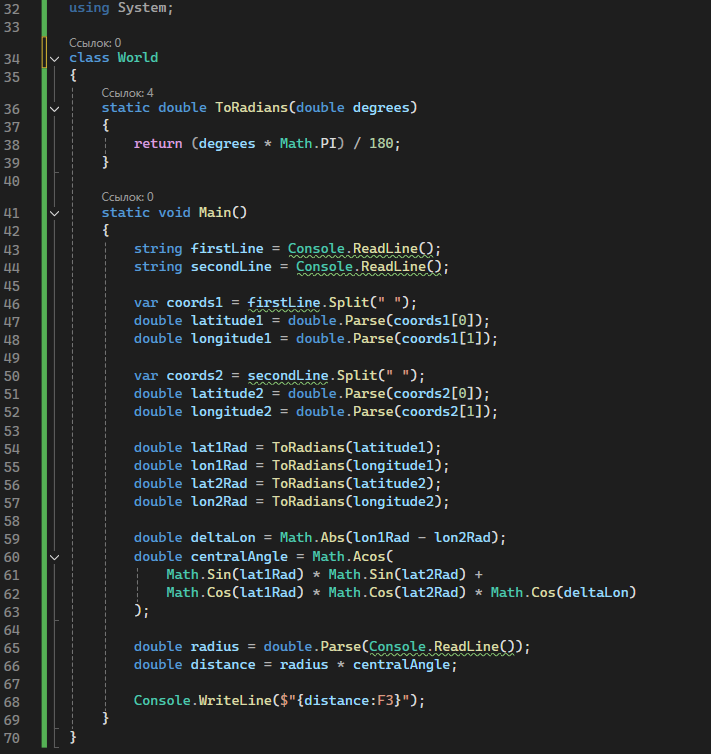 32 using System;
33
Ссылок: 0
34 class World
35 {
Ссылок: 4
36 static double ToRadians(double degrees)
37 {
38 return (degrees * Math.PI) / 180;
39 }
40
Ссылок: 0
41 static void Main()
42 {
43 string firstLine = Console.ReadLine();
44 string secondLine = Console.ReadLine();
45
46 var coords1 = firstLine.Split(" ");
47 double latitude1 = double.Parse(coords1[0]);
48 double longitude1 = double.Parse(coords1[1]);
49
50 var coords2 = secondLine.Split(" ");
51 double latitude2 = double.Parse(coords2[0]);
52 double longitude2 = double.Parse(coords2[1]);
53
54 double lat1Rad = ToRadians(latitude1);
55 double lon1Rad = ToRadians(longitude1);
56 double lat2Rad = ToRadians(latitude2);
57 double lon2Rad = ToRadians(longitude2);
58
59 double deltaLon = Math.Abs(lon1Rad - lon2Rad);
60 double centralAngle = Math.Acos(
61 Math.Sin(lat1Rad) * Math.Sin(lat2Rad) +
62 Math.Cos(lat1Rad) * Math.Cos(lat2Rad) * Math.Cos(deltaLon)
63 );
64
65 double radius = double.Parse(Console.ReadLine());
66 double distance = radius * centralAngle;
67
68 Console.WriteLine($"{distance:F3}");
69 }
70 }